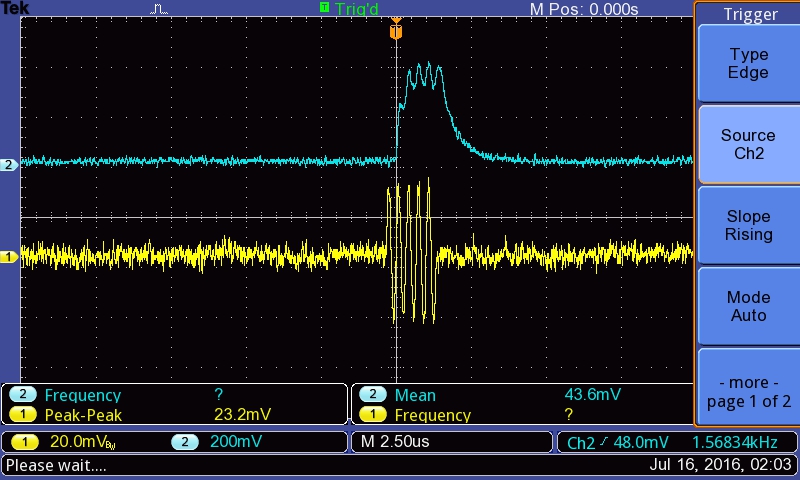 Tek
T Trig'd
M Pos: 0.000s
Trigger
Type
Edge
Source
Ch2
Slope
Rising
Mode
Auto
- more -
page 1 of 2
T
2
1
2 Frequency ?
1 Peak-Peak 23.2mV
2 Mean 43.6mV
1 Frequency ?
1 20.0mVBW
2 200mV
M 2.50us
Ch2 48.0mV 1.56834kHz
Please wait....
Jul 16, 2016, 02:03